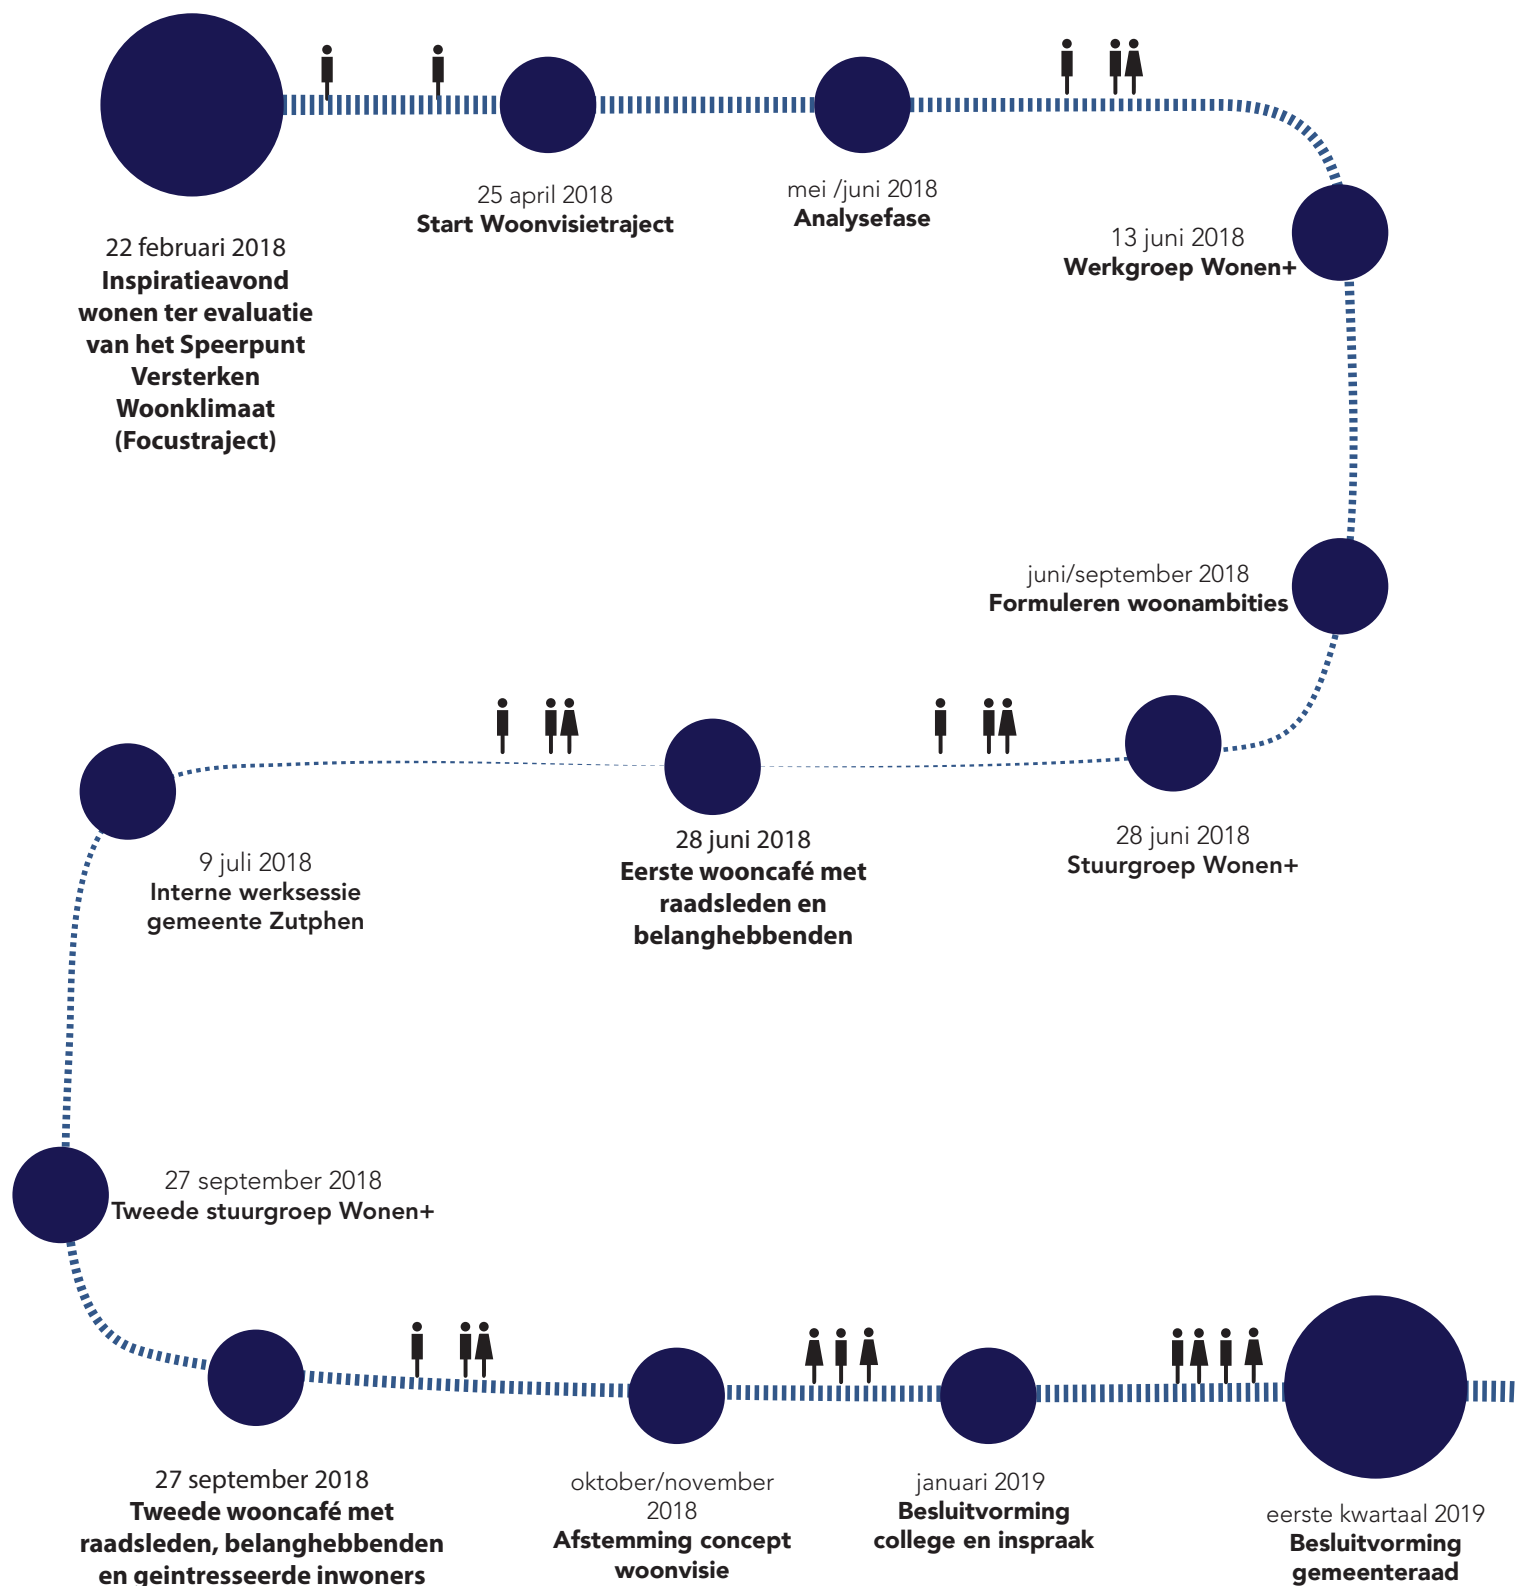 22 februari 2018
Inspiratieavond
wonen ter evaluatie
van het Speerpunt
Versterken
Woonklimaat
(Focustraject)
25 april 2018
Start Woonvisietraject
mei /juni 2018
Analysefase
13 juni 2018
Werkgroep Wonen+
juni/september 2018
Formuleren woonambities
28 juni 2018
Stuurgroep Wonen+
28 juni 2018
Eerste wooncafé met
raadsleden en
belanghebbenden
9 juli 2018
Interne werksessie
gemeente Zutphen
27 september 2018
Tweede stuurgroep Wonen+
27 september 2018
Tweede wooncafé met
raadsleden, belanghebbenden
en geintresseerde inwoners
oktober/november
2018
Afstemming concept
woonvisie
januari 2019
Besluitvorming
college en inspraak
eerste kwartaal 2019
Besluitvorming
gemeenteraad